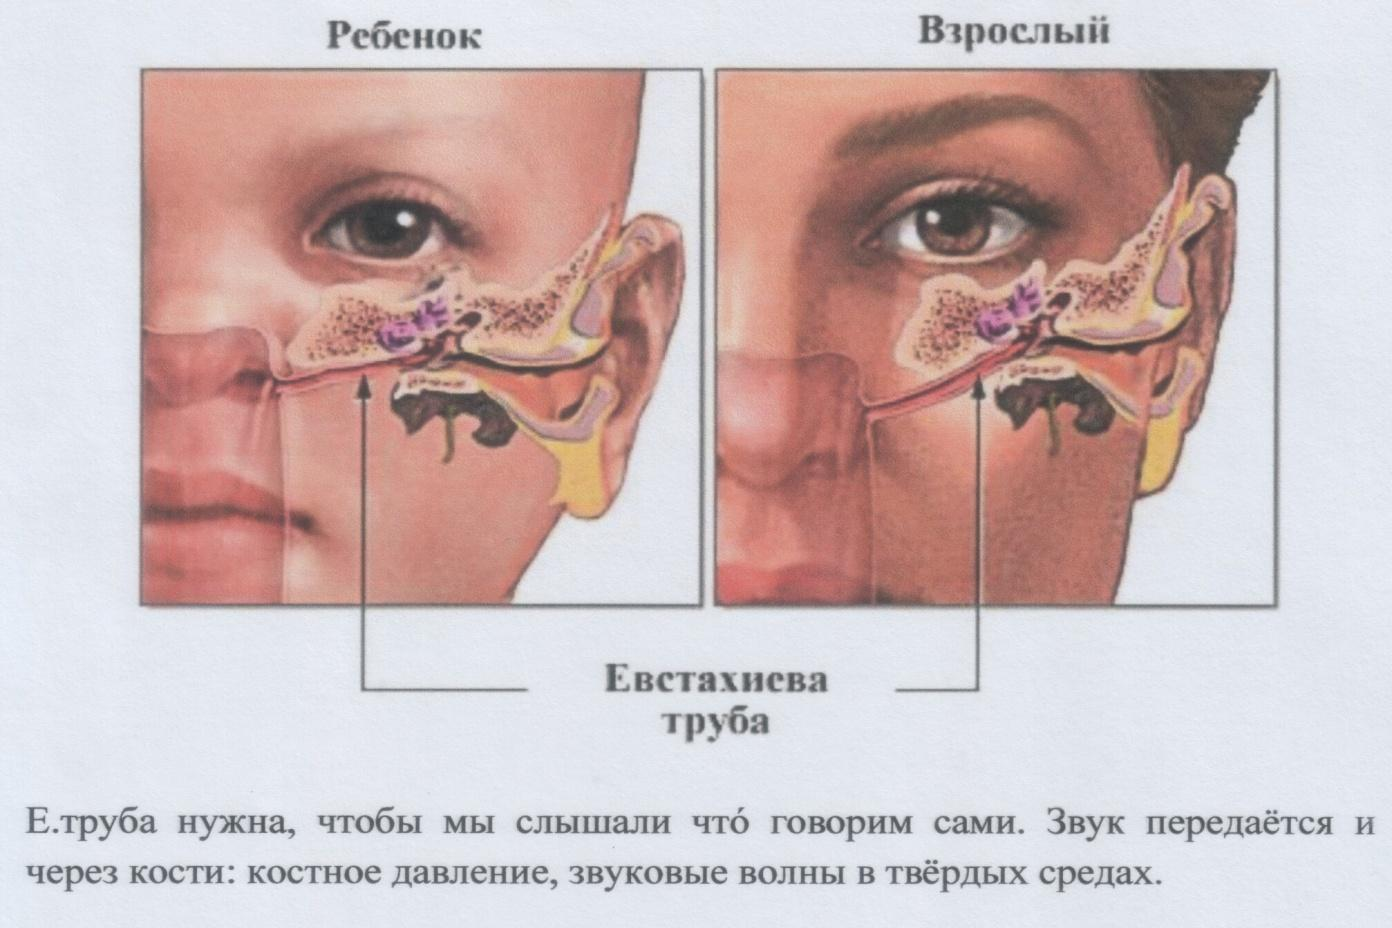 Ребенок
Взрослый
Евстахиева
труба
Е.труба нужна, чтобы мы слышали что́ говорим сами. Звук передаётся и
через кости: костное давление, звуковые волны в твёрдых средах.